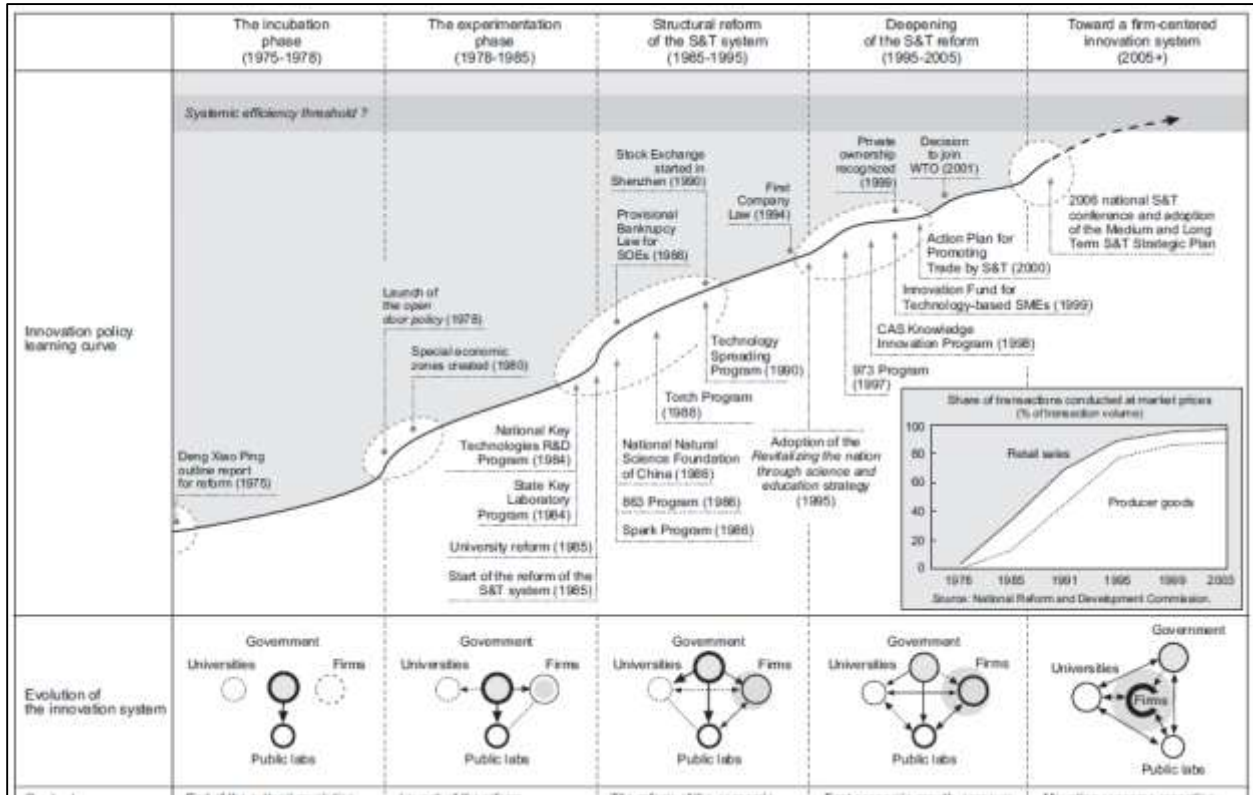 The incubation
phase
(1975-1978)
The experimentation
phase
(1978-1985)
Structural reform
of the S&T system
(1985-1995)
Deepening
of the S&T reform
(1995-2005)
Toward a firm-centered
innovation system
(2005+)
Systemic efficiency threshold ?
Innovation policy
learning curve
Deng Xiao Ping
outline report
for reform (1975)
Launch of
the open
door policy (1978)
Special economic
zones created (1980)
Stock Exchange
started in
Shenzhen (1990)
Provisional
Bankrupcy
Law for
SOEs (1986)
First
Company
Law (1994)
Private
ownership
recognized
(1999)
Decision
to join
WTO (2001)
2006 national S&T
conference and adoption
of the Medium and Long
Term S&T Strategic Plan
Action Plan for
Promoting
Trade by S&T (2000)
Innovation Fund for
Technology-based SMEs (1999)
CAS Knowledge
Innovation Program (1998)
973 Program
(1997)
Technology
Spreading
Program (1990)
Torch Program
(1988)
National Key
Technologies R&D
Program (1984)
State Key
Laboratory
Program (1984)
University reform (1985)
Start of the reform of the
S&T system (1985)
National Natural
Science Foundation
of China (1986)
863 Program (1986)
Spark Program (1986)
Adoption of the
Revitalizing the nation
through science and
education strategy
(1995)
Share of transactions conducted at market prices
(% of transaction volume)
100
80
60
40
20
0
Retail sales
Producer goods
1978 1985 1991 1995 1999 2003
Source: National Reform and Development Commission.
Evolution of
the innovation system
Government
Universities Firms
Public labs
Government
Universities Firms
Public labs
Government
Universities Firms
Public labs
Government
Universities Firms
Public labs
Government
Universities
Firms
Public labs